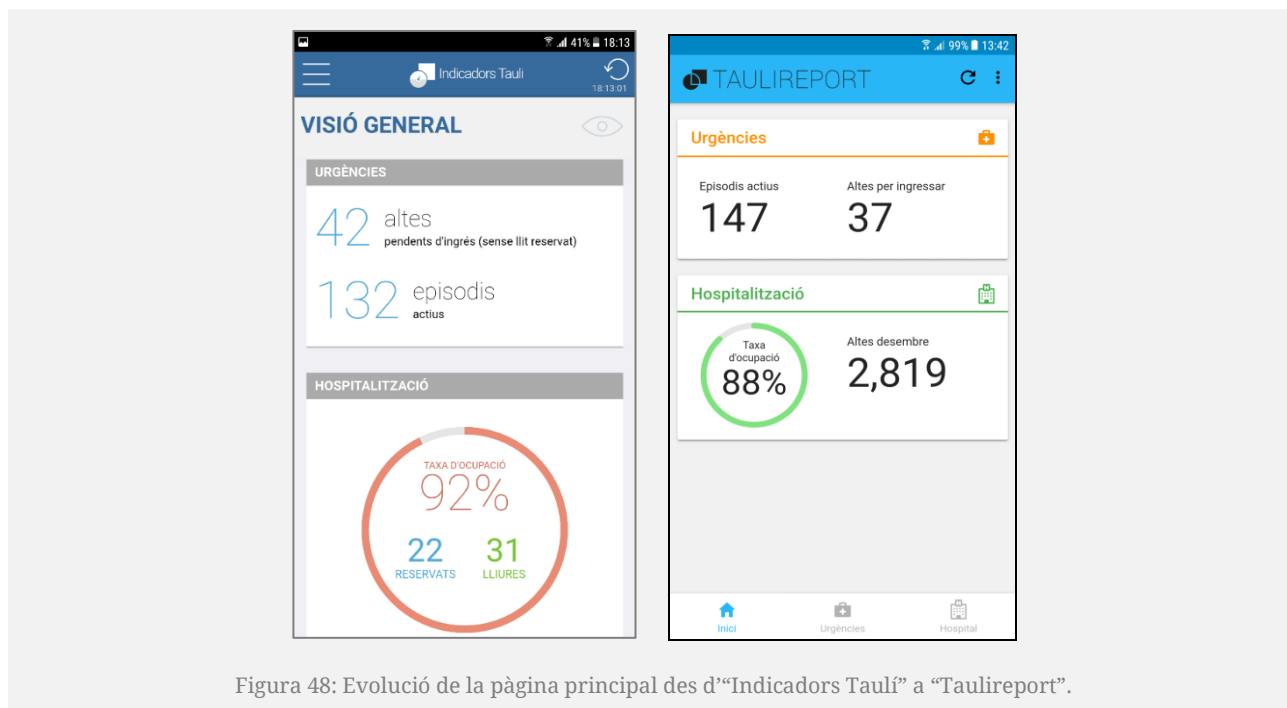 41% 18:13
Indicadors Tauli
18:13:01
VISIÓ GENERAL
URGÈNCIES
42 altes
pendents d'ingrés (sense llit reservat)
132 episodis
actius
HOSPITALITZACIÓ
TAXA D'OCUPACIÓ
92%
22 31
RESERVATS LLIURES
99% 13:42
TAULIREPORT
Urgències
Episodis actius Altes per ingressar
147 37
Hospitalització
Taxa
d'ocupació
88%
Altes desembre
2,819
Inici Urgències Hospital
Figura 48: Evolució de la pàgina principal des d'“Indicadors Taulí” a “Taulireport”.